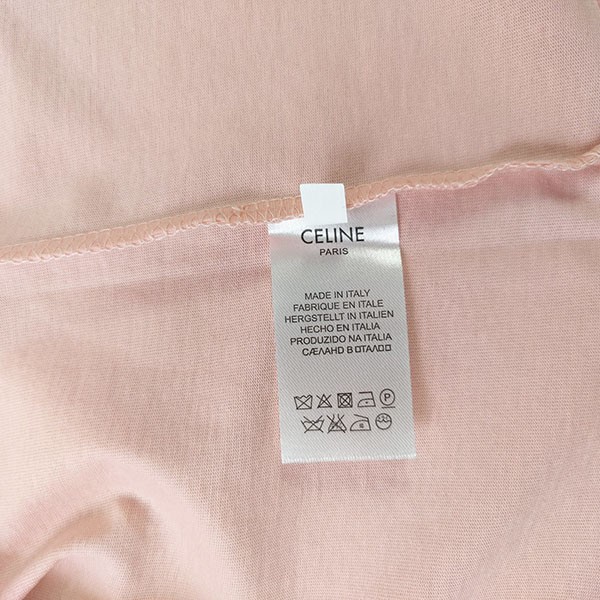 CELINE
PARIS
MADE IN ITALY
FABRIQUE EN ITALE
HERGSTELLT IN ITALIEN
HECHO EN ITALIA
PRODUZIDO NA ITALIA
P